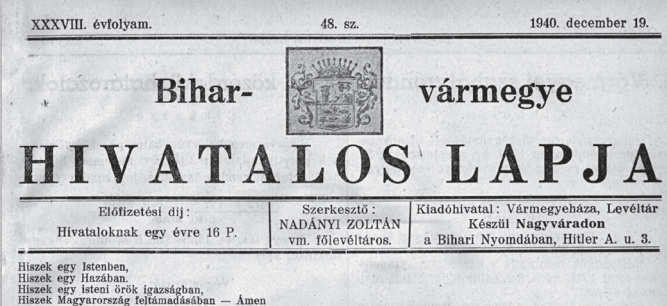 XXXVIII. évfolyam. 48. sz. 1940. december 19.
Bihar- vármegye
HIVATALOS LAPJA
Előfizetési dij:
Hivataloknak egy évre 16 P.
Szerkesztő:
NADÁNYI ZOLTÁN
vm. főlevéltáros.
Kiadóhivatal: Vármegyeháza, Levéltár
Készül Nagyváradon
a Bihari Nyomdában, Hitler A. u. 3.
Hiszek egy Istenben,
Hiszek egy Hazában.
Hiszek egy isteni örök igazságban,
Hiszek Magyarország feltámadásában — Ámen